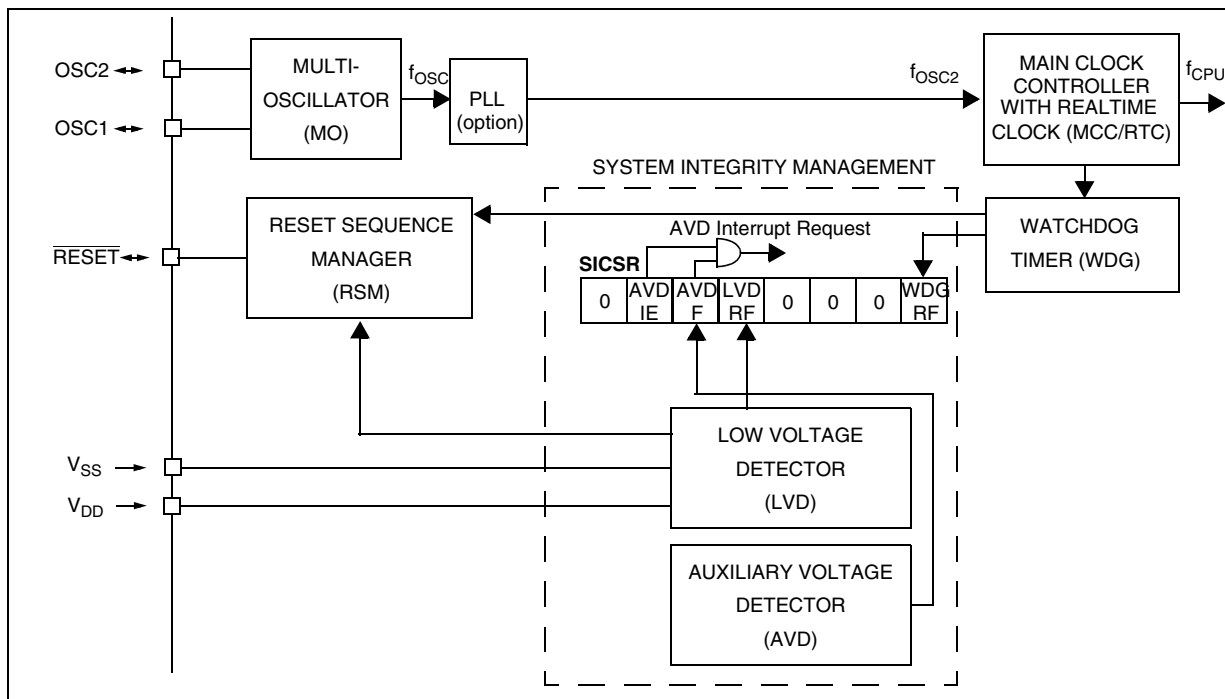 OSC2
OSC1
MULTI-
OSCILLATOR
(MO)
fOSC
PLL
(option)
fOSC2
MAIN CLOCK
CONTROLLER
WITH REALTIME
CLOCK (MCC/RTC)
fCPU
SYSTEM INTEGRITY MANAGEMENT
RESET
RESET SEQUENCE
MANAGER
(RSM)
AVD Interrupt Request
WATCHDOG
TIMER (WDG)
SICSR
0
AVD
IE
AVD
F
LVD
RF
0
0
0
WDG
RF
VSS
VDD
LOW VOLTAGE
DETECTOR
(LVD)
AUXILIARY VOLTAGE
DETECTOR
(AVD)